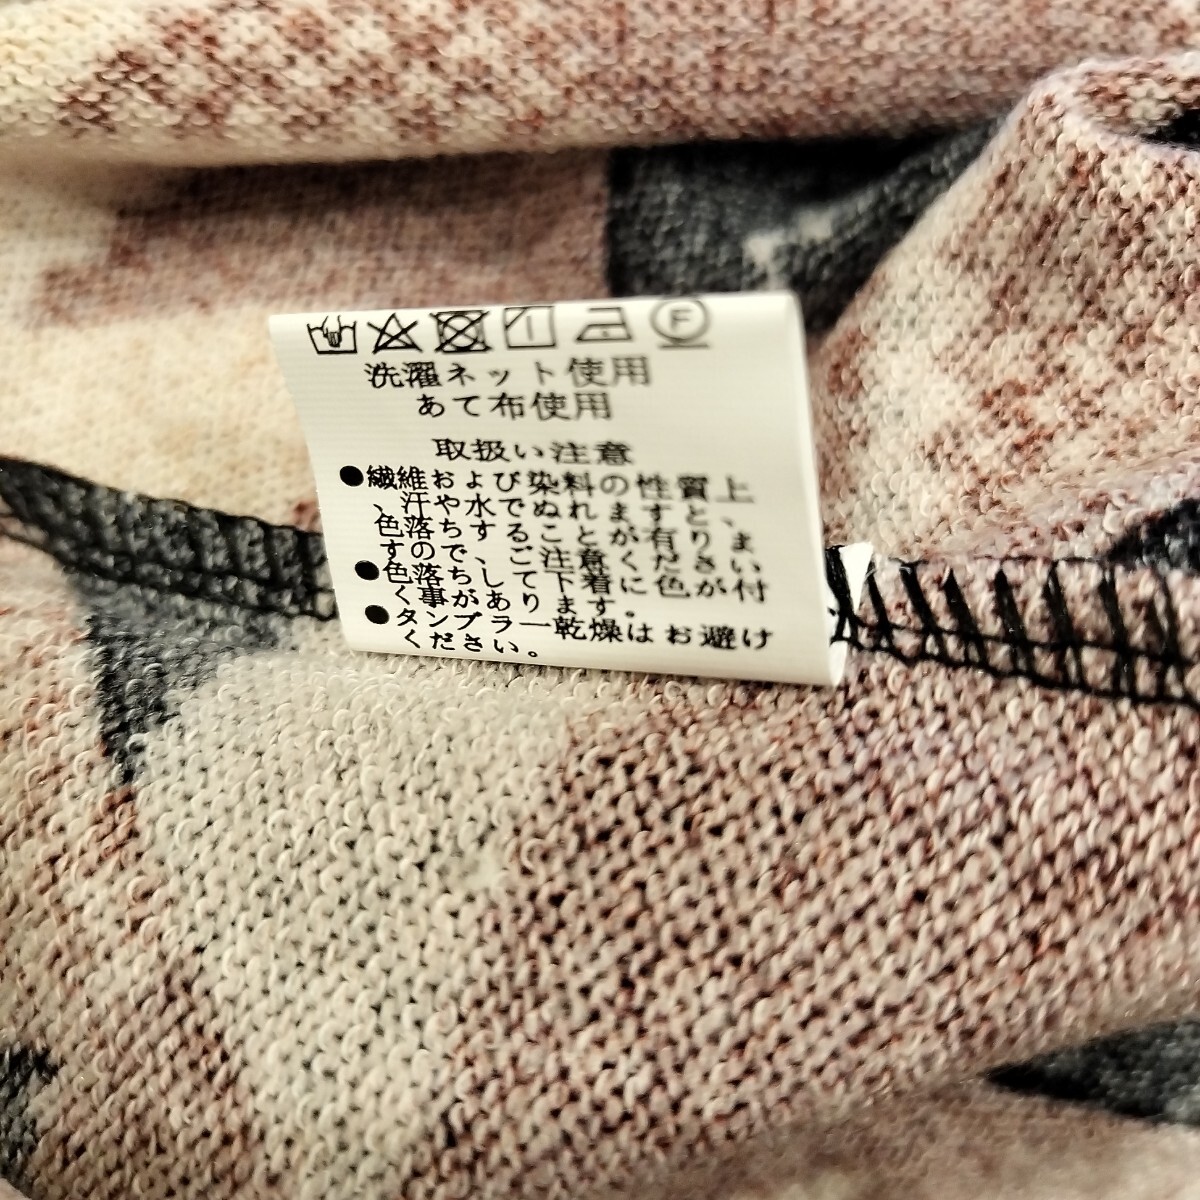 F
洗濯ネット使用
あて布使用
取扱い注意
●繊維および染料の性質上
、汗や水でぬれますと、
色落ちすることが有りま
すので、ご注意ください
●色落ちして下着に色が付
く事があります。
●タンブラー乾燥はお避け
ください。